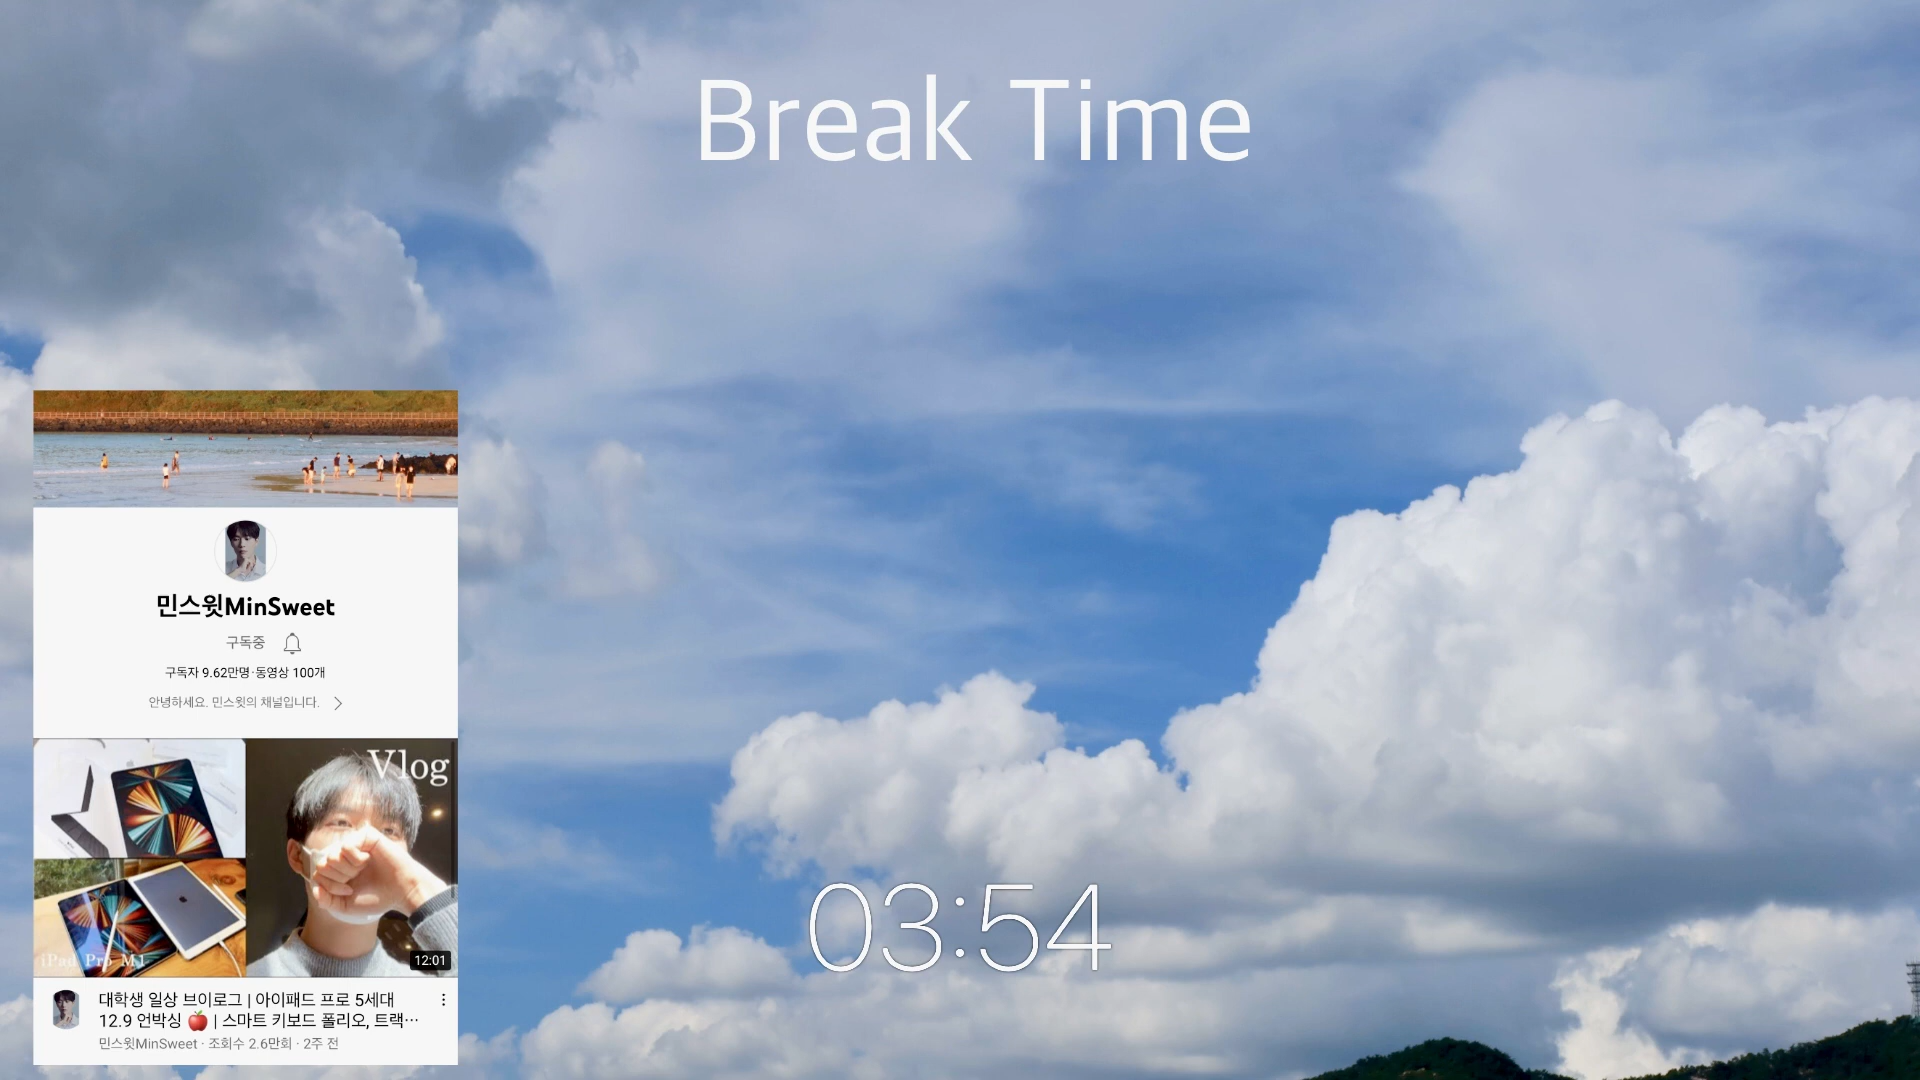 Break Time
민스윗MinSweet
구독중
구독자 9.62만명·동영상 100개
안녕하세요. 민스윗의 채널입니다.
Vlog
iPad Pro M1
12:01
대학생 일상 브이로그 | 아이패드 프로 5세대
12.9 언박싱 🍎 | 스마트 키보드 폴리오, 트랙…
민스윗MinSweet · 조회수 2.6만회 · 2주 전
03:54